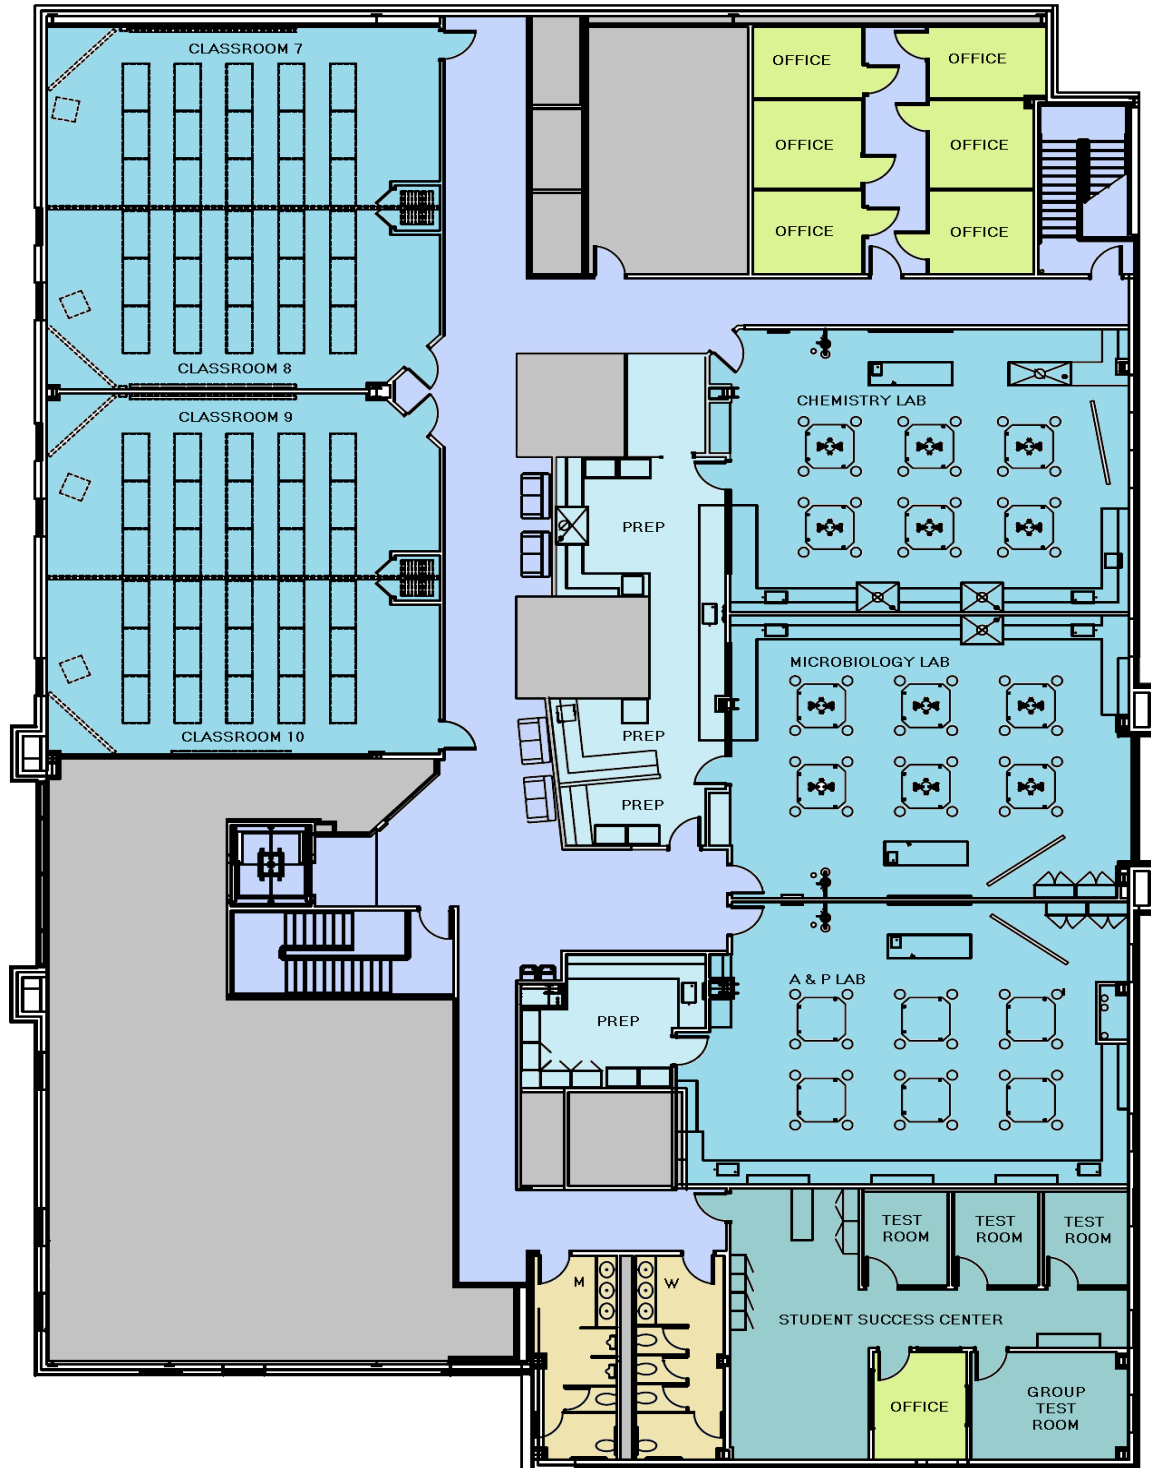 CLASSROOM 7
OFFICE
OFFICE
OFFICE
OFFICE
OFFICE
OFFICE
CLASSROOM 8
CLASSROOM 9
CHEMISTRY LAB
PREP
MICROBIOLOGY LAB
CLASSROOM 10
PREP
PREP
A & P LAB
PREP
TEST
ROOM
TEST
ROOM
TEST
ROOM
M
W
STUDENT SUCCESS CENTER
OFFICE
GROUP
TEST
ROOM